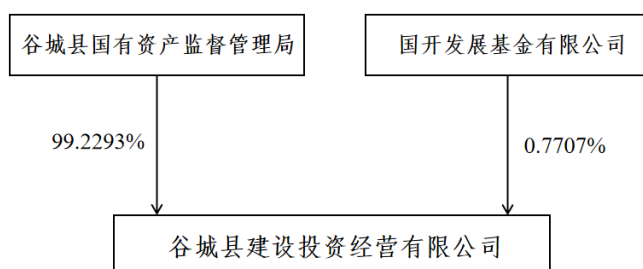 谷城县国有资产监督管理局
国开发展基金有限公司
99.2293%
0.7707%
谷城县建设投资经营有限公司